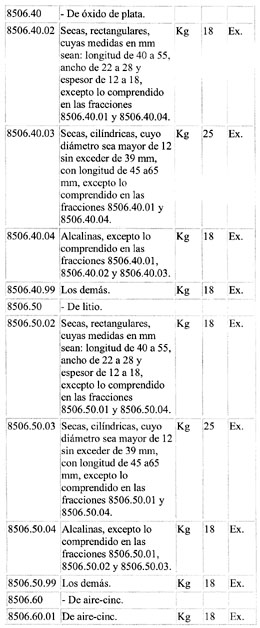 8506.40 - De óxido de plata.
8506.40.02 Secas, rectangulares, Kg 18 Ex.
cuyas medidas en mm
sean: longitud de 40 a 55,
ancho de 22 a 28 y
espesor de 12 a 18,
excepto lo comprendido
en las fracciones
8506.40.01 y 8506.40.04.
8506.40.03 Secas, cilíndricas, cuyo Kg 25 Ex.
diámetro sea mayor de 12
sin exceder de 39 mm,
con longitud de 45 a65
mm, excepto lo
comprendido en las
fracciones 8506.40.01 y
8506.40.04.
8506.40.04 Alcalinas, excepto lo Kg 18 Ex.
comprendido en las
fracciones 8506.40.01,
8506.40.02 y 8506.40.03.
8506.40.99 Los demás. Kg 18 Ex.
8506.50 - De litio.
8506.50.02 Secas, rectangulares, Kg 18 Ex.
cuyas medidas en mm
sean: longitud de 40 a 55,
ancho de 22 a 28 y
espesor de 12 a 18,
excepto lo comprendido
en las fracciones
8506.50.01 y 8506.50.04.
8506.50.03 Secas, cilíndricas, cuyo Kg 25 Ex.
diámetro sea mayor de 12
sin exceder de 39 mm,
con longitud de 45 a65
mm, excepto lo
comprendido en las
fracciones 8506.50.01 y
8506.50.04.
8506.50.04 Alcalinas, excepto lo Kg 18 Ex.
comprendido en las
fracciones 8506.50.01,
8506.50.02 y 8506.50.03.
8506.50.99 Los demás. Kg 18 Ex.
8506.60 - De aire-cinc.
8506.60.01 De aire-cinc. Kg 18 Ex.